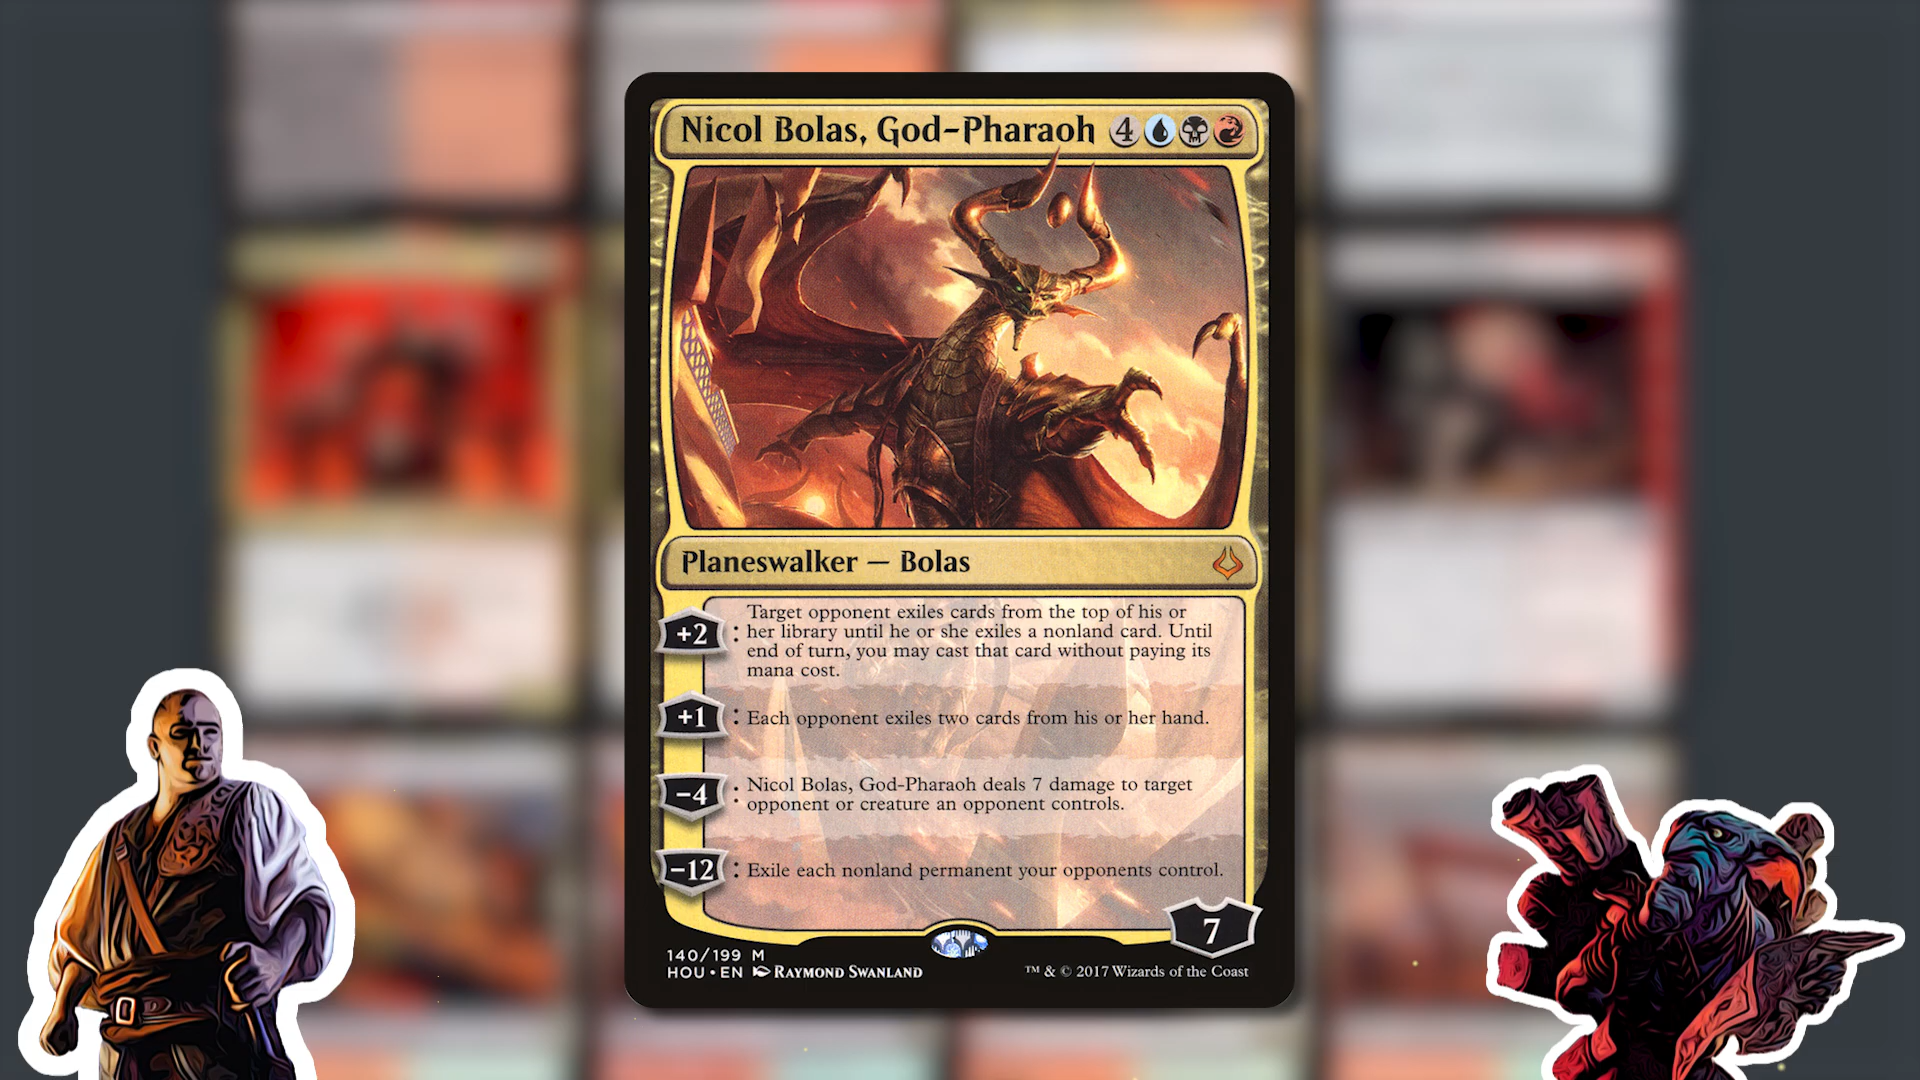 Nicol Bolas, God-Pharaoh 4
Planeswalker — Bolas
+2: Target opponent exiles cards from the top of his or
her library until he or she exiles a nonland card. Until
end of turn, you may cast that card without paying its
mana cost.
+1: Each opponent exiles two cards from his or her hand.
−4: Nicol Bolas, God-Pharaoh deals 7 damage to target
opponent or creature an opponent controls.
−12: Exile each nonland permanent your opponents control.
7
140/199 M
HOU • EN Raymond Swanland
™ & © 2017 Wizards of the Coast